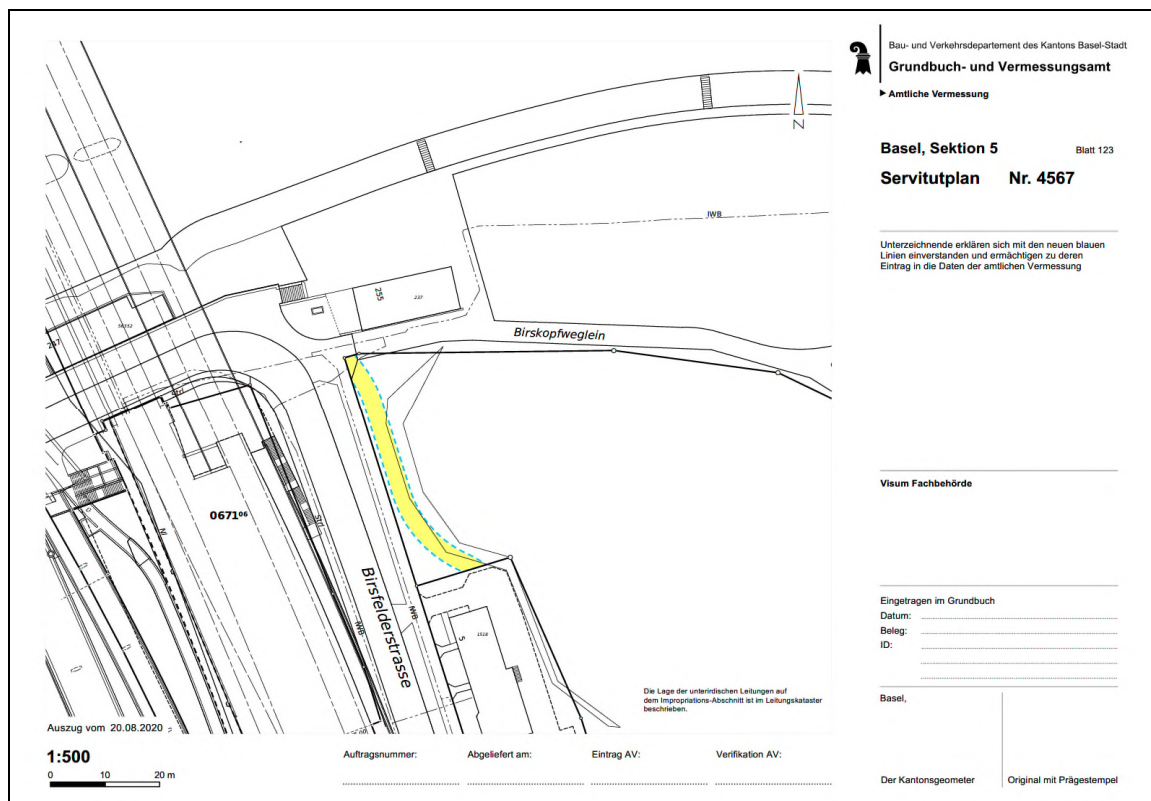 Bau- und Verkehrsdepartement des Kantons Basel-Stadt
Grundbuch- und Vermessungsamt
Amtliche Vermessung
Basel, Sektion 5 Blatt 123
Servitutplan Nr. 4567
Unterzeichnende erklären sich mit den neuen blauen
Linien einverstanden und ermächtigen zu deren
Eintrag in die Daten der amtlichen Vermessung
Visum Fachbehörde
Eingetragen im Grundbuch
Datum:
Beleg:
ID:
Basel,
Der Kantonsgeometer
Original mit Prägestempel
N
IWB
255
237
Birskopfweglein
247
0671⁰⁶
Birsfelderstrasse
IWB
IWB
5
1518
Die Lage der unterirdischen Leitungen auf
dem Impropriations-Abschnitt ist im Leitungskataster
beschrieben.
Auszug vom 20.08.2020
1:500
0 10 20 m
Auftragsnummer:
Abgeliefert am:
Eintrag AV:
Verifikation AV: